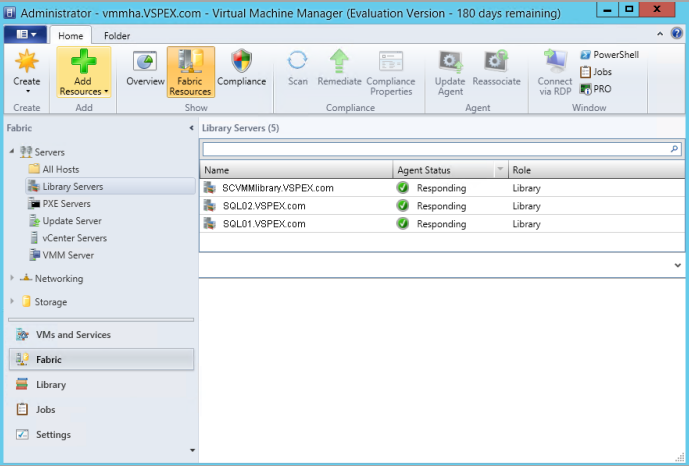 Administrator - vmmha.VSPEX.com - Virtual Machine Manager (Evaluation Version - 180 days remaining)
Home Folder
Create Add Resources Overview Fabric Resources Compliance Scan Remediate Compliance Properties Update Agent Reassociate Connect via RDP PowerShell
Jobs
PRO
Create Add Show Compliance Agent Window
Fabric Library Servers (5)
Servers
All Hosts
Name Agent Status Role
Library Servers SCVMMlibrary.VSPEX.com Responding Library
PXE Servers SQL02.VSPEX.com Responding Library
Update Server SQL01.VSPEX.com Responding Library
vCenter Servers
VMM Server
Networking
Storage
VMs and Services
Fabric
Library
Jobs
Settings